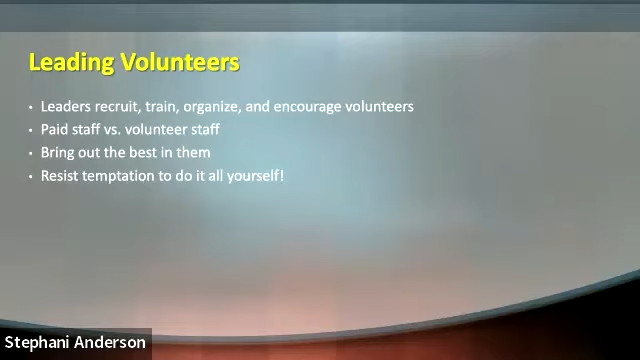 Leading Volunteers
• Leaders recruit, train, organize, and encourage volunteers
• Paid staff vs. volunteer staff
• Bring out the best in them
• Resist temptation to do it all yourself!
Stephani Anderson